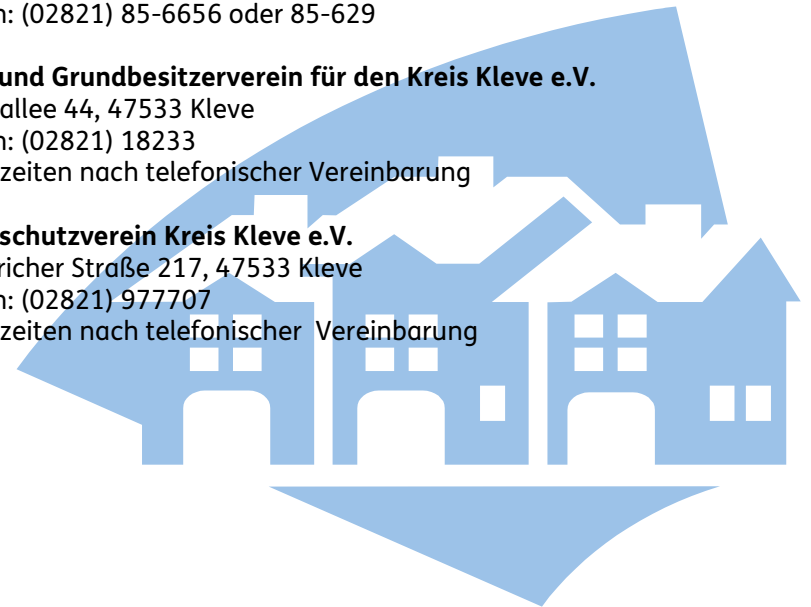 n: (02821) 85-6656 oder 85-629
und Grundbesitzerverein für den Kreis Kleve e.V.
allee 44, 47533 Kleve
n: (02821) 18233
zeiten nach telefonischer Vereinbarung
schutzverein Kreis Kleve e.V.
richer Straße 217, 47533 Kleve
n: (02821) 977707
zeiten nach telefonischer Vereinbarung